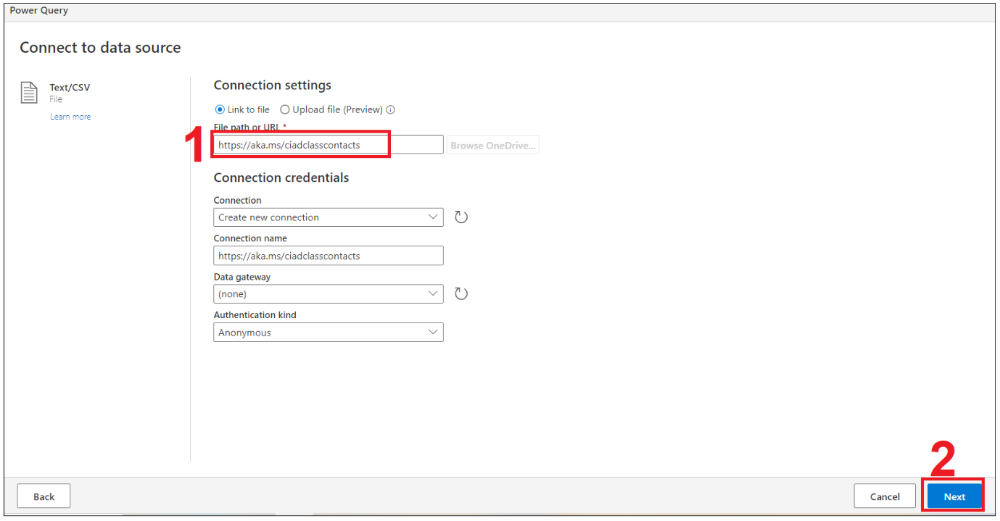 Power Query
Connect to data source
Text/CSV
File
Learn more
Connection settings
Link to file Upload file (Preview)
File path or URL *
1
https://aka.ms/ciadclasscontacts Browse OneDrive...
Connection credentials
Connection
Create new connection
Connection name
https://aka.ms/ciadclasscontacts
Data gateway
(none)
Authentication kind
Anonymous
2
Back Cancel Next